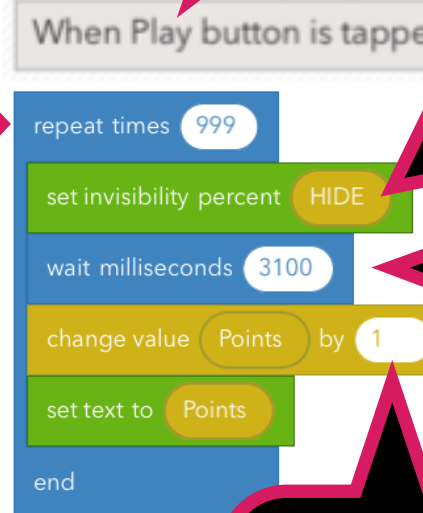 When Play button is tappe
repeat times 999
set invisibility percent HIDE
wait milliseconds 3100
change value Points by 1
set text to Points
end